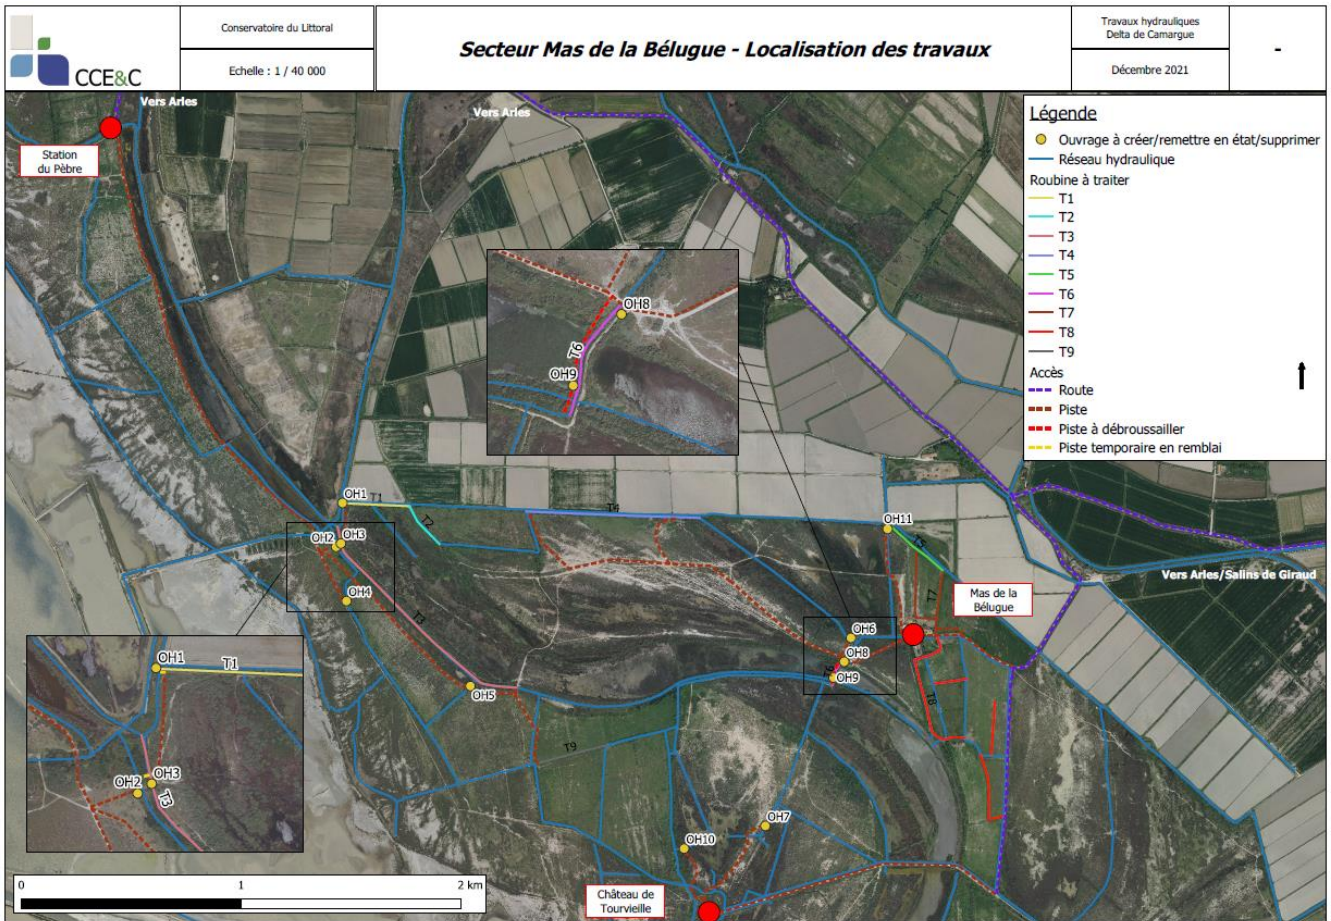 CCE&C
Conservatoire du Littoral
Echelle : 1 / 40 000
Secteur Mas de la Bélugue - Localisation des travaux
Travaux hydrauliques
Delta de Camargue
Décembre 2021
-
Vers Arles
Vers Arles
Station
du Pèbre
Légende
Ouvrage à créer/remettre en état/supprimer
Réseau hydraulique
Roubine à traiter
T1
T2
T3
T4
T5
T6
T7
T8
T9
Accès
Route
Piste
Piste à débroussailler
Piste temporaire en remblai
OH8
T6
OH9
OH1
T1
T2
T4
OH11
T5
OH2
OH3
OH4
T3
Vers Arles/Salins de Giraud
Mas de la
Bélugue
T7
OH6
OH8
T6
OH9
T8
OH5
T9
OH1
T1
OH2
OH3
T3
OH7
OH10
Château de
Tourvieille
0
1
2 km